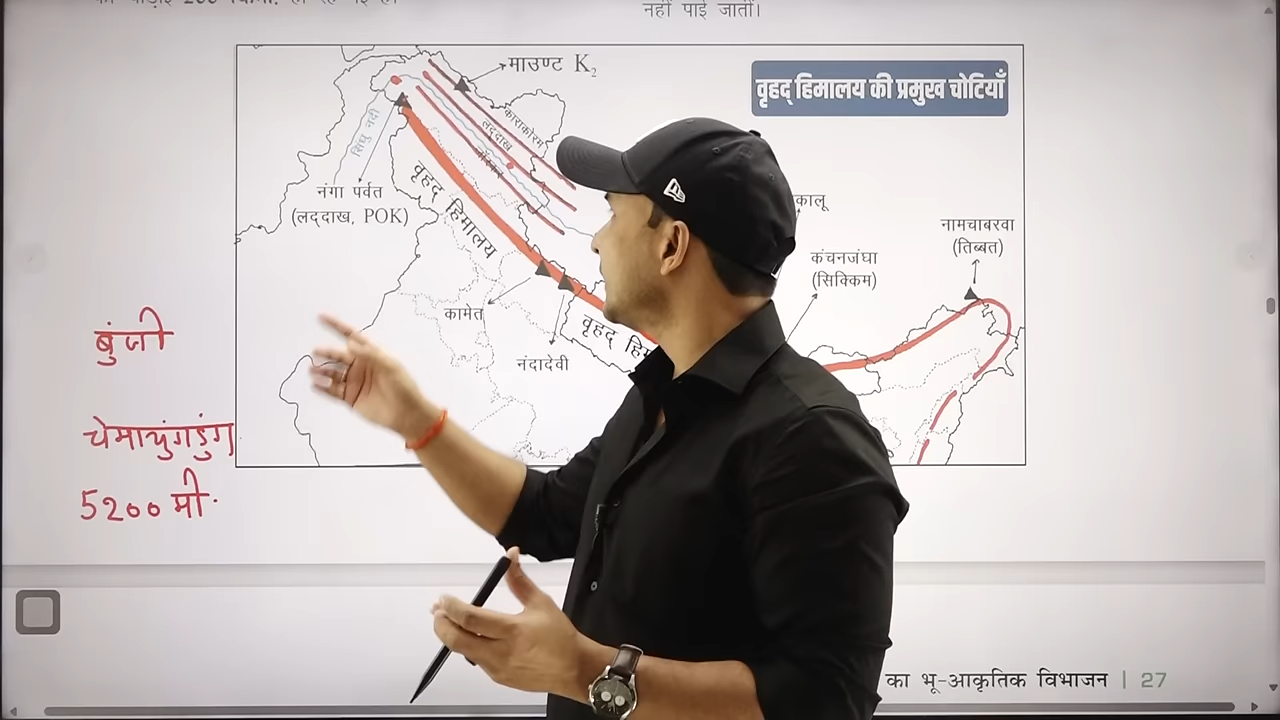 नहीं पाई जाती।
माउण्ट K₂
वृहद् हिमालय की प्रमुख चोटियाँ
काराकोरम
लद्दाख
जॉस्कर
सिंधु नदी
नंगा पर्वत
(लद्दाख, POK)
वृहद् हिमालय
कालू
नामचाबरवा
(तिब्बत)
कंचनजंघा
(सिक्किम)
कामेत
वृहद् हिम
नंदादेवी
बुंजी
चेमायुंगडुंग
5200 मी.
का भू-आकृतिक विभाजन | 27